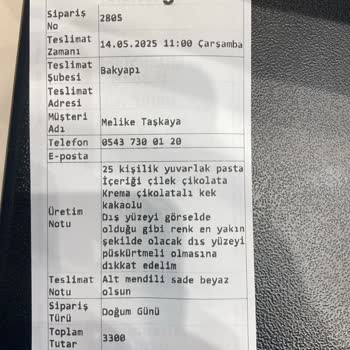 Sipariş No 2805
Teslimat Zamanı 14.05.2025 11:00 Çarşamba
Teslimat Şubesi Bakyapı
Teslimat Adresi
Müşteri Adı Melike Taşkaya
Telefon 0543 730 01 20
E-posta
Üretim Notu 25 kişilik yuvarlak pasta
İçeriği çilek çikolata
Krema çikolatalı kek
kakaolu
Dış yüzeyi görselde
olduğu gibi renk en yakın
şekilde olacak dıs yüzeyi
püskürtmeli olmasına
dikkat edelim
Teslimat Notu Alt mendili sade beyaz
olsun
Sipariş Türü Doğum Günü
Toplam Tutar 3300